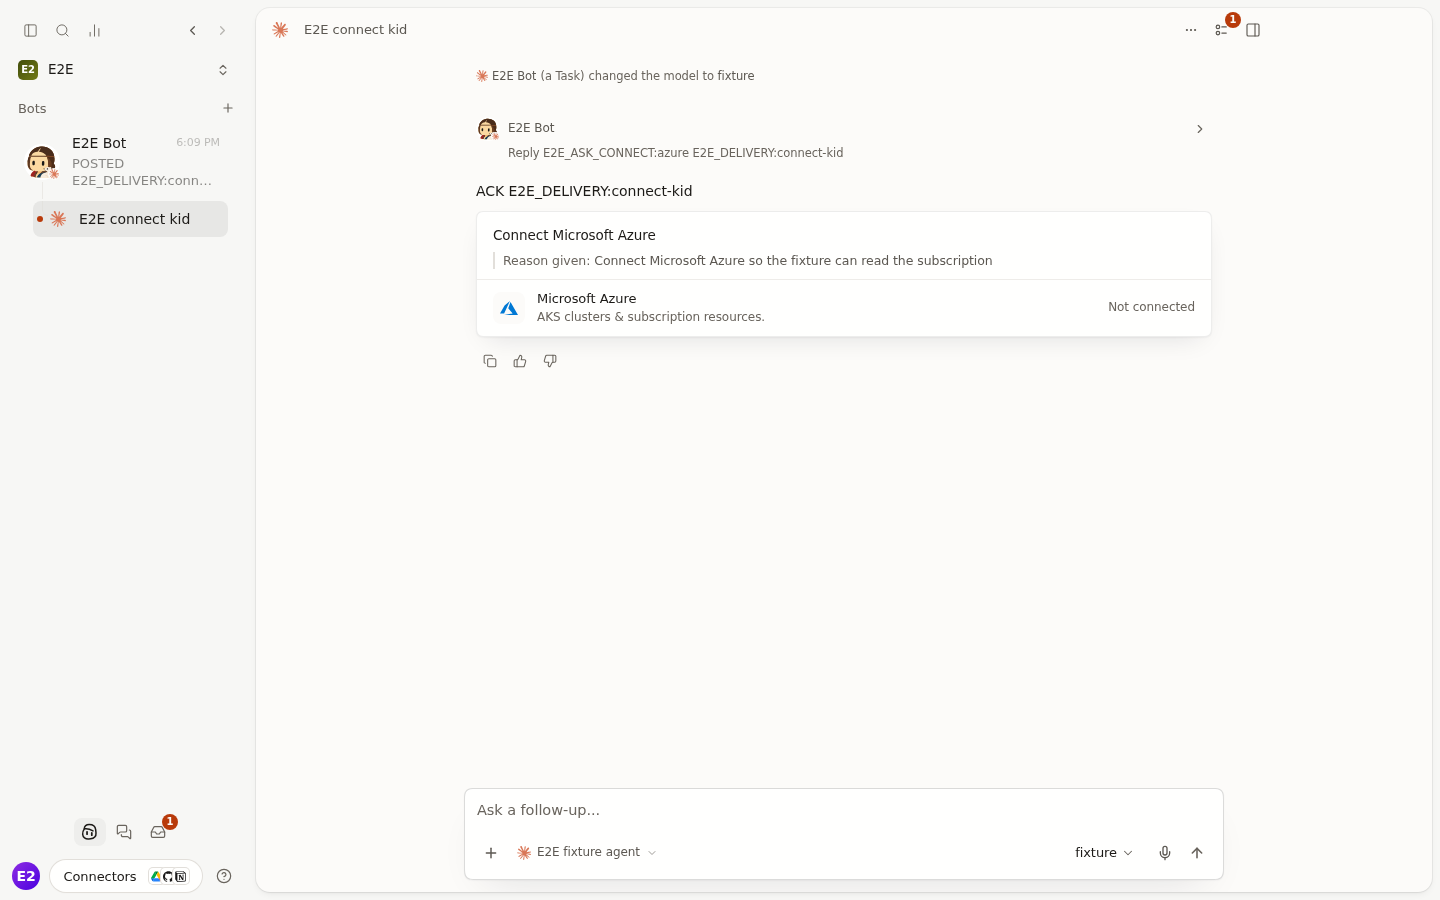 E2 E2E
Bots
E2E Bot 6:09 PM
POSTED
E2E_DELIVERY:conn...
E2E connect kid
1
E2 Connectors
E2E connect kid
1
E2E Bot (a Task) changed the model to fixture
E2E Bot
Reply E2E_ASK_CONNECT:azure E2E_DELIVERY:connect-kid
ACK E2E_DELIVERY:connect-kid
Connect Microsoft Azure
Reason given: Connect Microsoft Azure so the fixture can read the subscription
Microsoft Azure
AKS clusters & subscription resources.
Not connected
Ask a follow-up...
E2E fixture agent
fixture